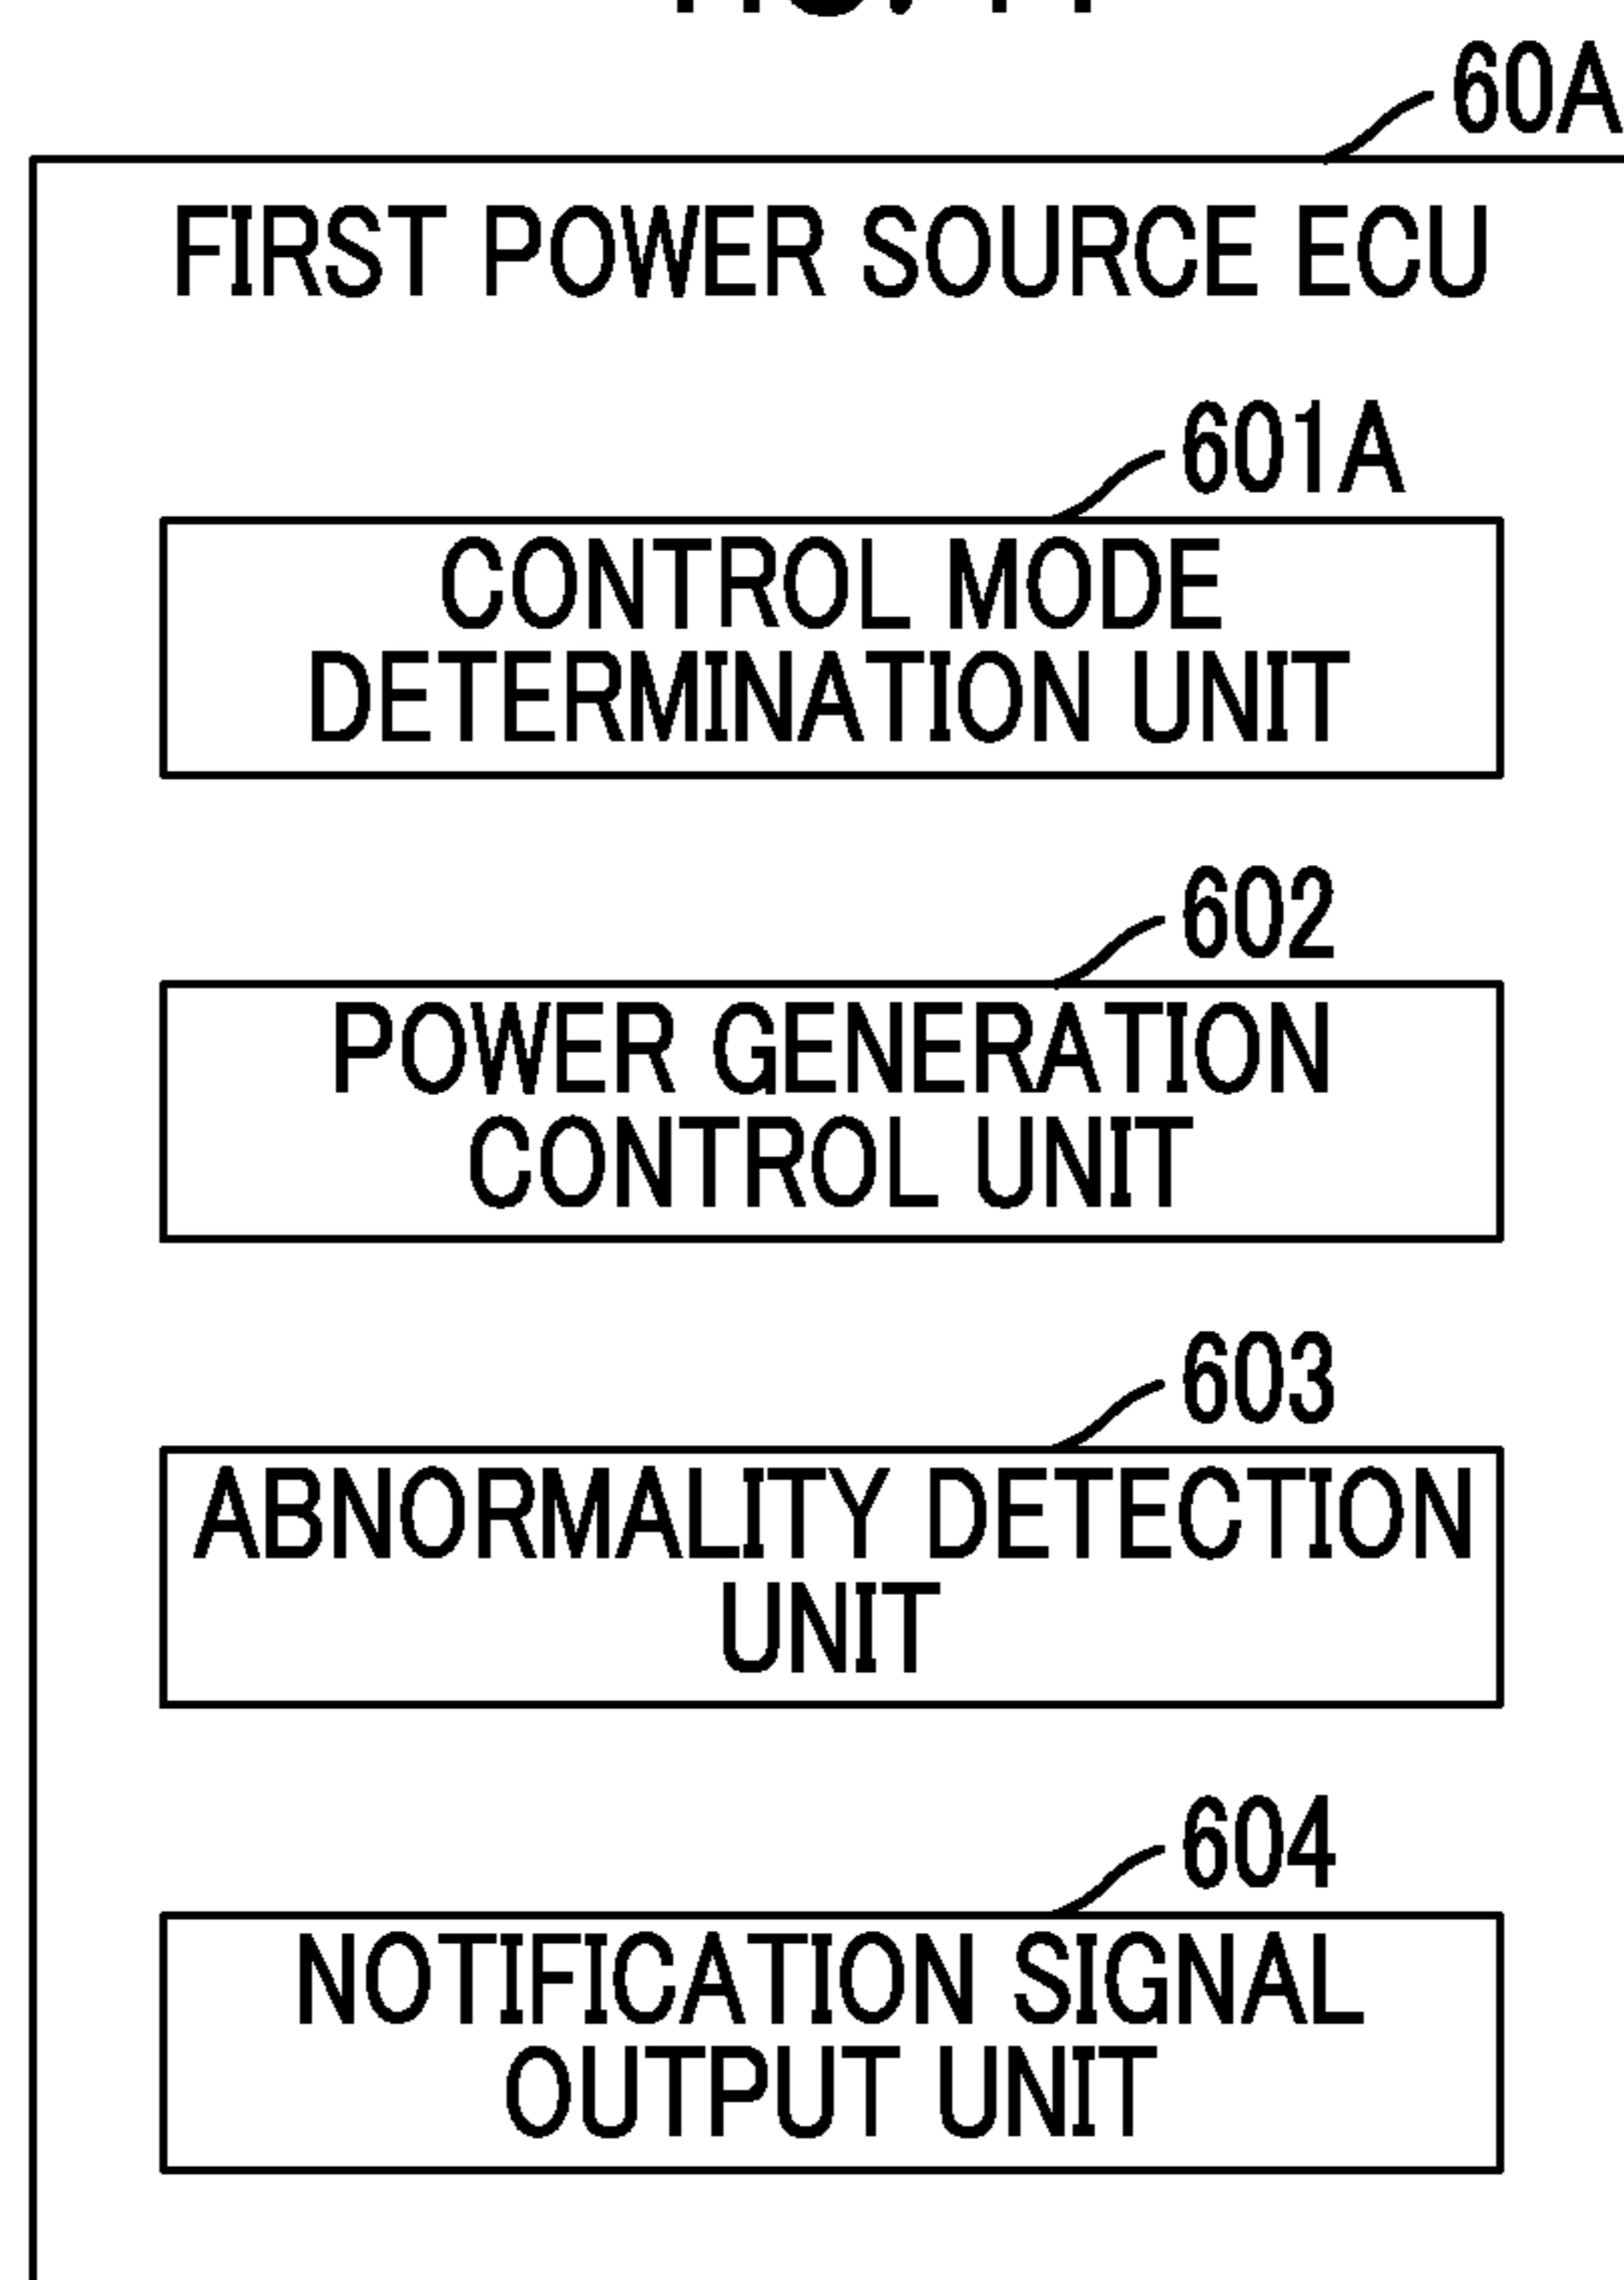 60A
FIRST POWER SOURCE ECU
601A
CONTROL MODE
DETERMINATION UNIT
602
POWER GENERATION
CONTROL UNIT
603
ABNORMALITY DETECTION
UNIT
604
NOTIFICATION SIGNAL
OUTPUT UNIT